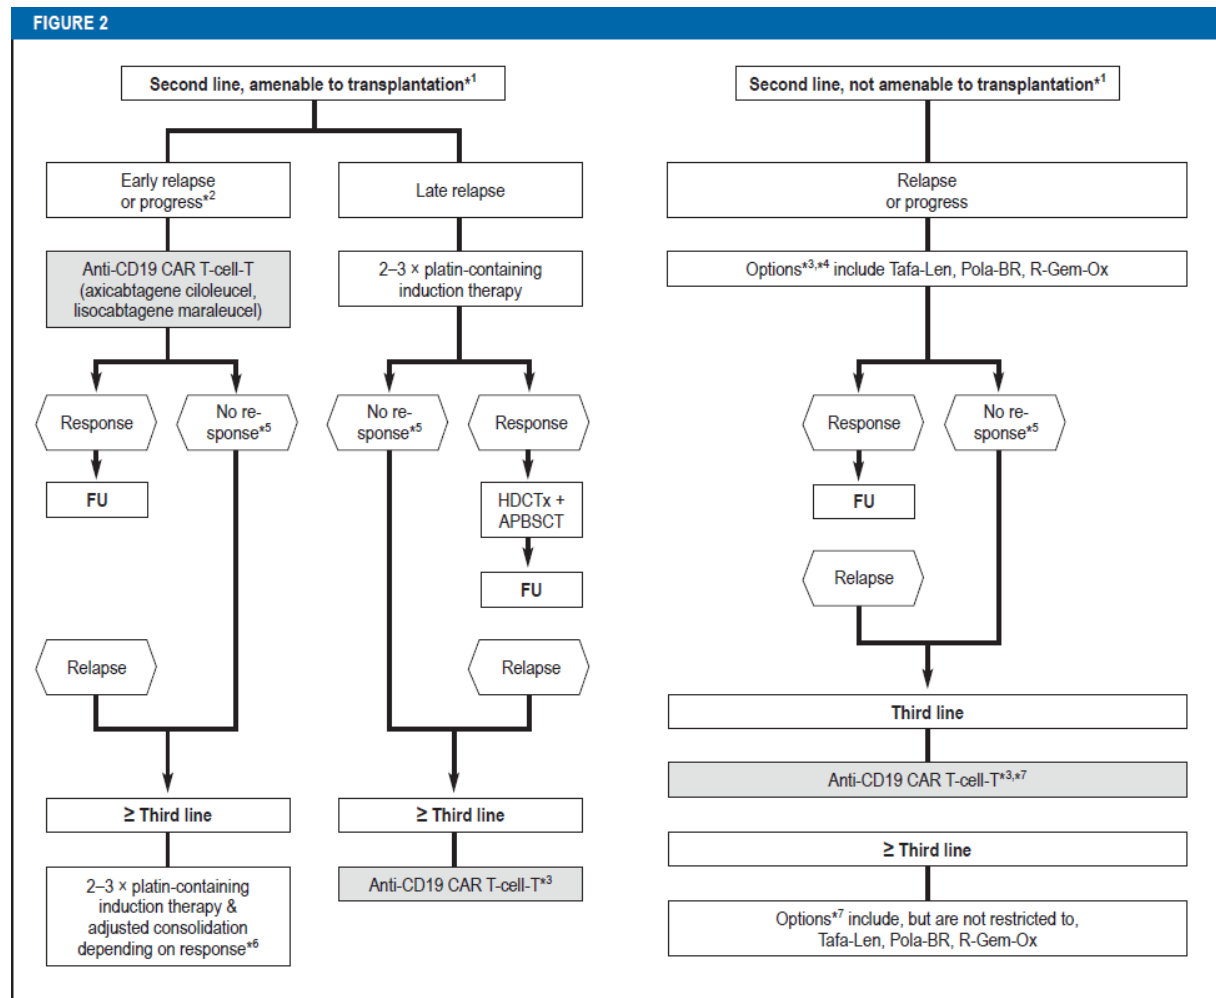 FIGURE 2
Second line, amenable to transplantation*1
Early relapse
or progress*2
Late relapse
Anti-CD19 CAR T-cell-T
(axicabtagene ciloleucel,
lisocabtagene maraleucel)
2–3 × platin-containing
induction therapy
Response
No re-
sponse*5
No re-
sponse*5
Response
FU
HDCTx +
APBSCT
FU
Relapse
Relapse
≥ Third line
≥ Third line
2–3 × platin-containing
induction therapy &
adjusted consolidation
depending on response*6
Anti-CD19 CAR T-cell-T*3
Second line, not amenable to transplantation*1
Relapse
or progress
Options*3,*4 include Tafa-Len, Pola-BR, R-Gem-Ox
Response
No re-
sponse*5
FU
Relapse
Third line
Anti-CD19 CAR T-cell-T*3,*7
≥ Third line
Options*7 include, but are not restricted to,
Tafa-Len, Pola-BR, R-Gem-Ox